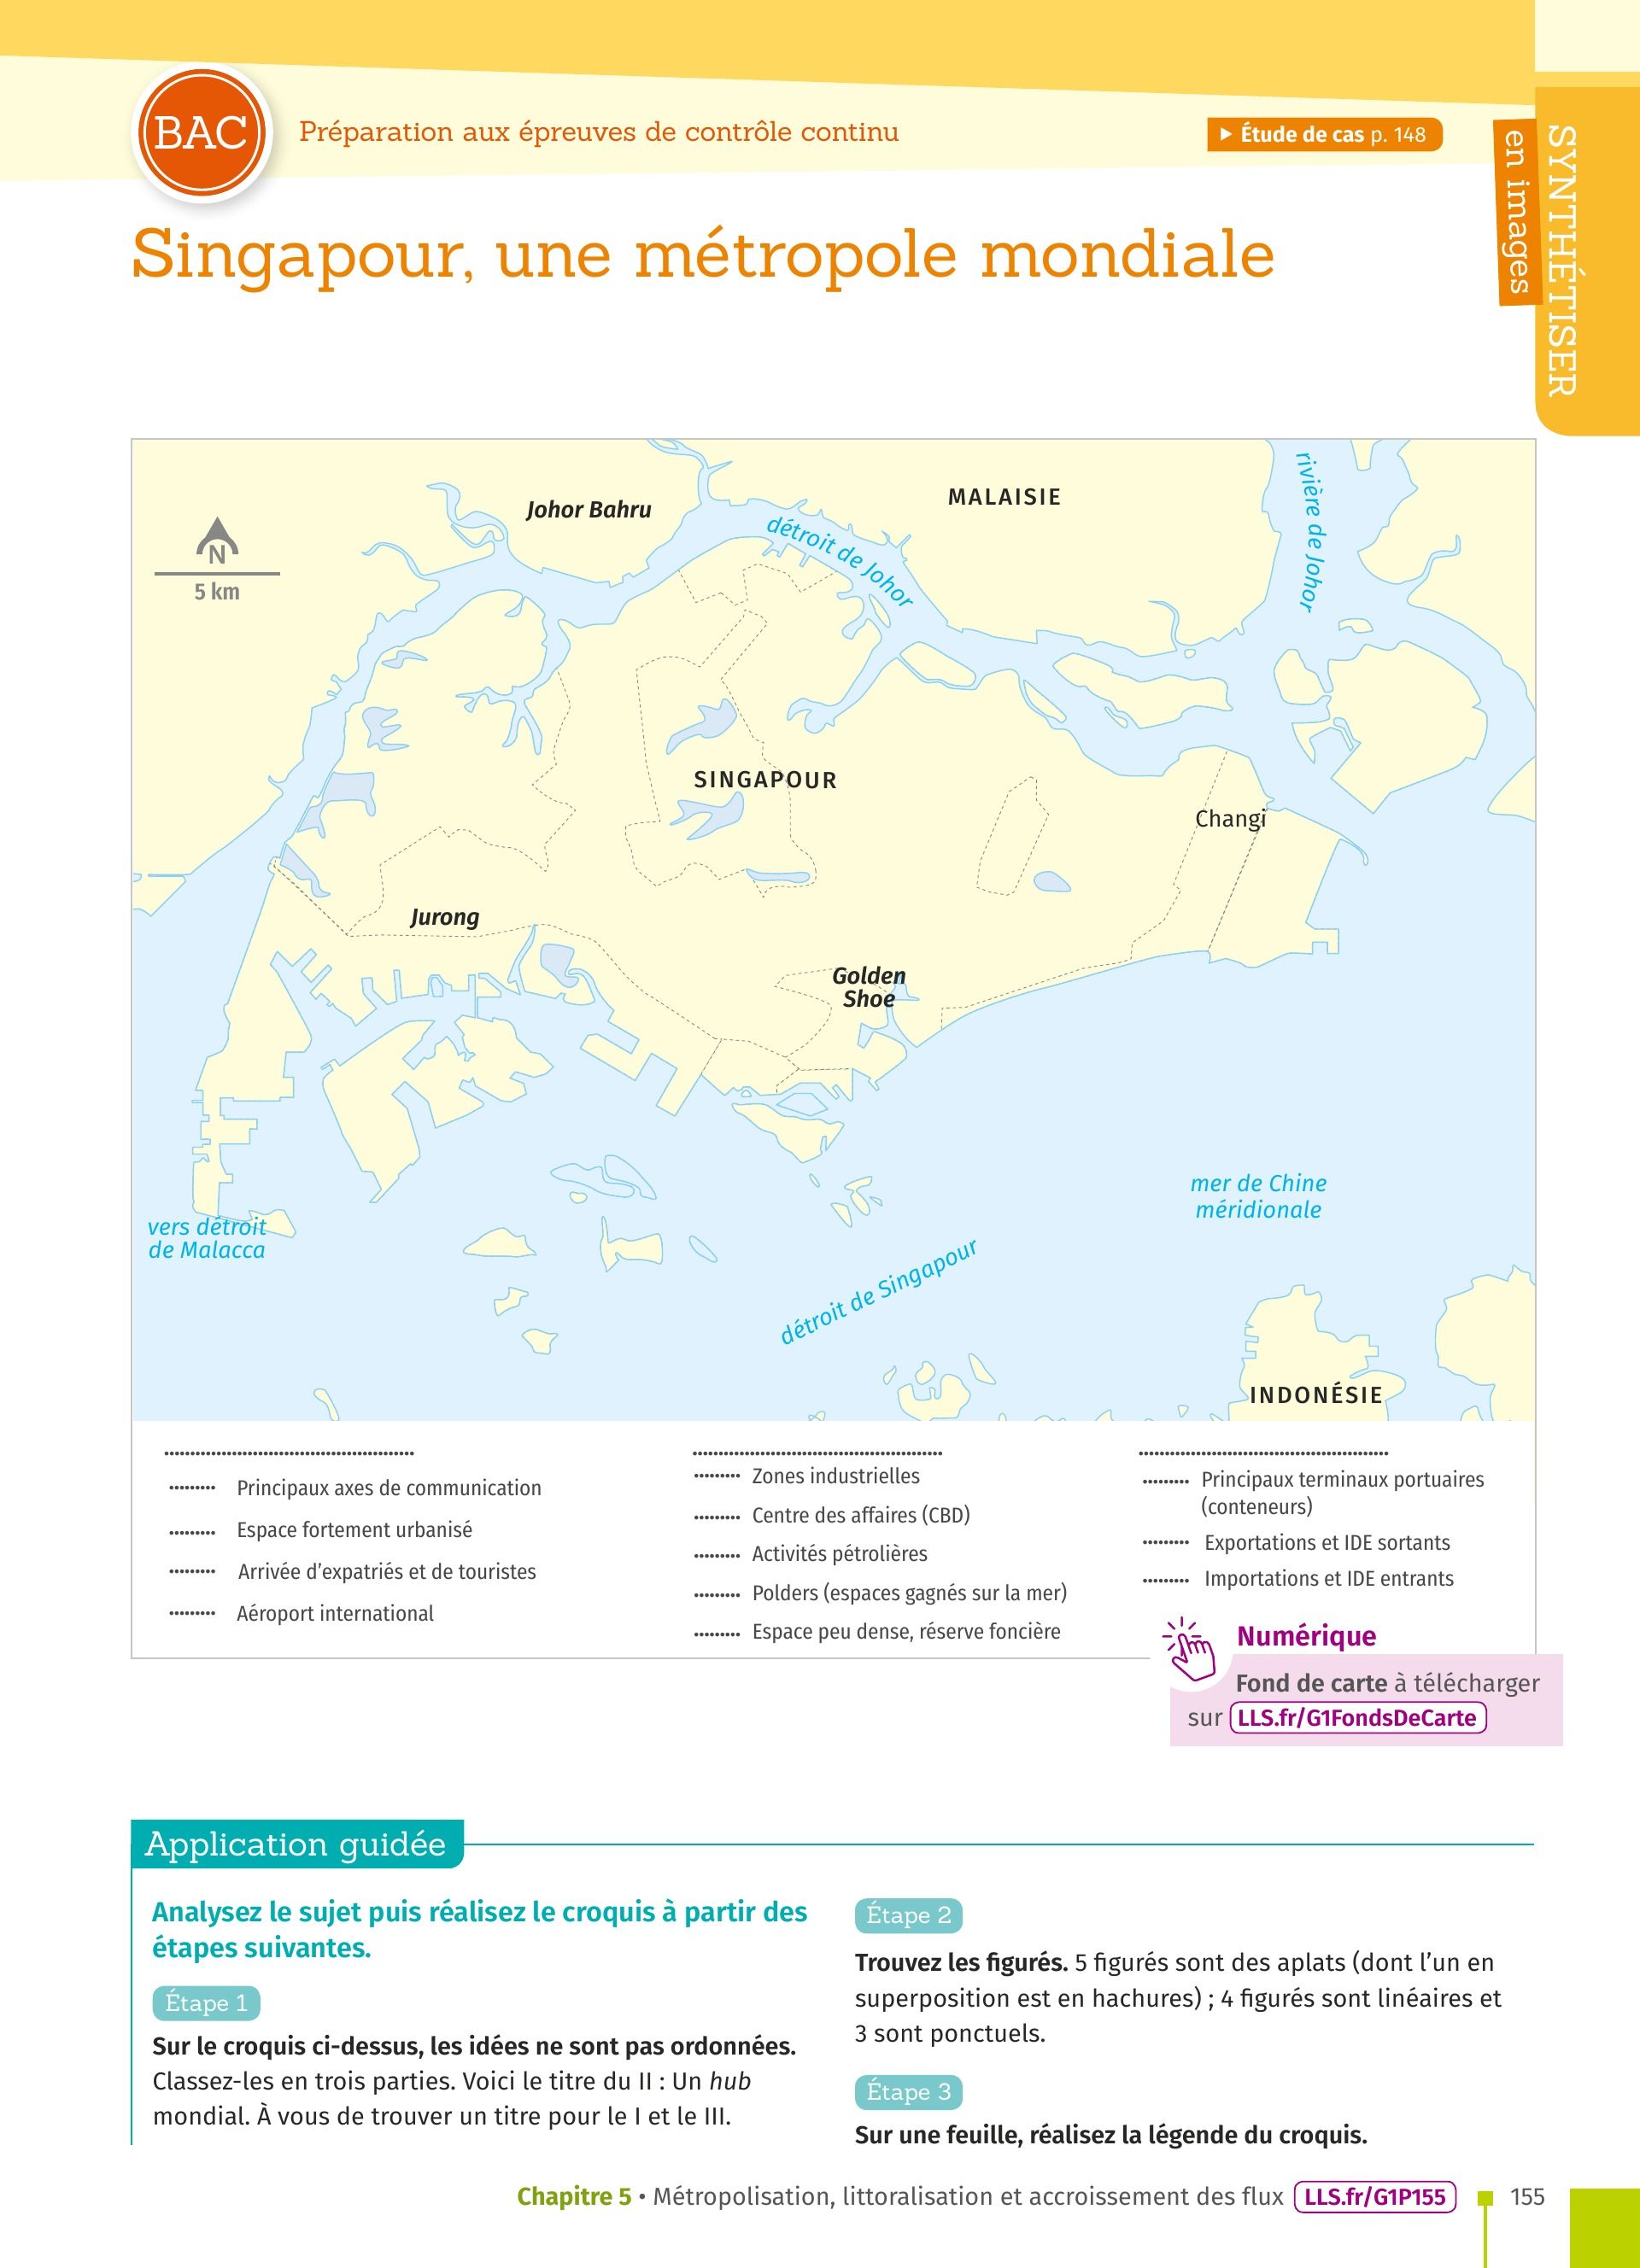 BAC
Préparation aux épreuves de contrôle continu
▶ Étude de cas p. 148
SYNTHÉTISER
en images
Singapour, une métropole mondiale
N
5 km
Johor Bahru
MALAISIE
rivière de Johor
détroit de Johor
SINGAPOUR
Changi
Jurong
Golden
Shoe
mer de Chine
méridionale
vers détroit
de Malacca
détroit de Singapour
INDONÉSIE
Principaux axes de communication
Espace fortement urbanisé
Arrivée d’expatriés et de touristes
Aéroport international
Zones industrielles
Centre des affaires (CBD)
Activités pétrolières
Polders (espaces gagnés sur la mer)
Espace peu dense, réserve foncière
Principaux terminaux portuaires
(conteneurs)
Exportations et IDE sortants
Importations et IDE entrants
Numérique
Fond de carte à télécharger
sur LLS.fr/G1FondsDeCarte
Application guidée
Analysez le sujet puis réalisez le croquis à partir des
étapes suivantes.
Étape 1
Sur le croquis ci-dessus, les idées ne sont pas ordonnées.
Classez-les en trois parties. Voici le titre du II : Un hub
mondial. À vous de trouver un titre pour le I et le III.
Étape 2
Trouvez les figurés. 5 figurés sont des aplats (dont l’un en
superposition est en hachures) ; 4 figurés sont linéaires et
3 sont ponctuels.
Étape 3
Sur une feuille, réalisez la légende du croquis.
Chapitre 5 • Métropolisation, littoralisation et accroissement des flux LLS.fr/G1P155 155